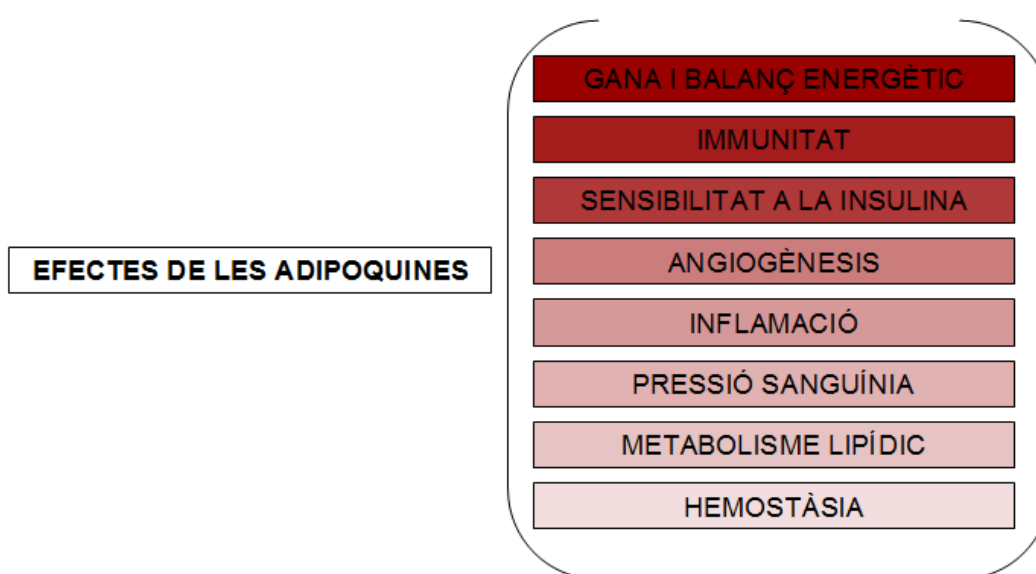 EFECTES DE LES ADIPOQUINES
GANA I BALANÇ ENERGÈTIC
IMMUNITAT
SENSIBILITAT A LA INSULINA
ANGIOGÈNESIS
INFLAMACIÓ
PRESSIÓ SANGUÍNIA
METABOLISME LIPÍDIC
HEMOSTÀSIA